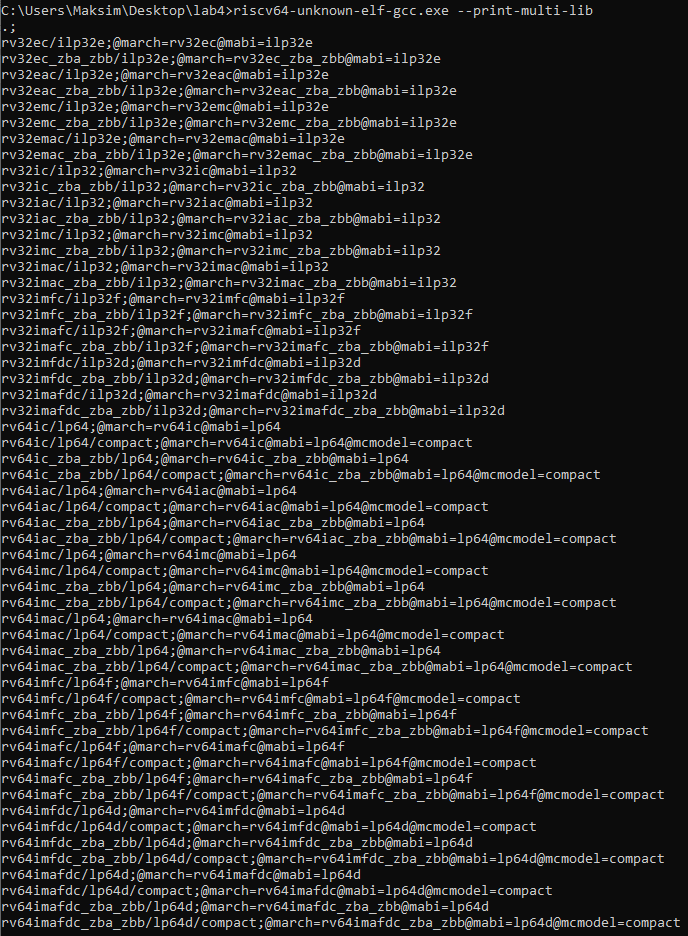 C:\Users\Maksim\Desktop\lab4>riscv64-unknown-elf-gcc.exe --print-multi-lib
.;
rv32ec/ilp32e;@march=rv32ec@mabi=ilp32e
rv32ec_zba_zbb/ilp32e;@march=rv32ec_zba_zbb@mabi=ilp32e
rv32eac/ilp32e;@march=rv32eac@mabi=ilp32e
rv32eac_zba_zbb/ilp32e;@march=rv32eac_zba_zbb@mabi=ilp32e
rv32emc/ilp32e;@march=rv32emc@mabi=ilp32e
rv32emc_zba_zbb/ilp32e;@march=rv32emc_zba_zbb@mabi=ilp32e
rv32emac/ilp32e;@march=rv32emac@mabi=ilp32e
rv32emac_zba_zbb/ilp32e;@march=rv32emac_zba_zbb@mabi=ilp32e
rv32ic/ilp32;@march=rv32ic@mabi=ilp32
rv32ic_zba_zbb/ilp32;@march=rv32ic_zba_zbb@mabi=ilp32
rv32iac/ilp32;@march=rv32iac@mabi=ilp32
rv32iac_zba_zbb/ilp32;@march=rv32iac_zba_zbb@mabi=ilp32
rv32imc/ilp32;@march=rv32imc@mabi=ilp32
rv32imc_zba_zbb/ilp32;@march=rv32imc_zba_zbb@mabi=ilp32
rv32imac/ilp32;@march=rv32imac@mabi=ilp32
rv32imac_zba_zbb/ilp32;@march=rv32imac_zba_zbb@mabi=ilp32
rv32imfc/ilp32f;@march=rv32imfc@mabi=ilp32f
rv32imfc_zba_zbb/ilp32f;@march=rv32imfc_zba_zbb@mabi=ilp32f
rv32imafc/ilp32f;@march=rv32imafc@mabi=ilp32f
rv32imafc_zba_zbb/ilp32f;@march=rv32imafc_zba_zbb@mabi=ilp32f
rv32imfdc/ilp32d;@march=rv32imfdc@mabi=ilp32d
rv32imfdc_zba_zbb/ilp32d;@march=rv32imfdc_zba_zbb@mabi=ilp32d
rv32imafdc/ilp32d;@march=rv32imafdc@mabi=ilp32d
rv32imafdc_zba_zbb/ilp32d;@march=rv32imafdc_zba_zbb@mabi=ilp32d
rv64ic/lp64;@march=rv64ic@mabi=lp64
rv64ic/lp64/compact;@march=rv64ic@mabi=lp64@mcmodel=compact
rv64ic_zba_zbb/lp64;@march=rv64ic_zba_zbb@mabi=lp64
rv64ic_zba_zbb/lp64/compact;@march=rv64ic_zba_zbb@mabi=lp64@mcmodel=compact
rv64iac/lp64;@march=rv64iac@mabi=lp64
rv64iac/lp64/compact;@march=rv64iac@mabi=lp64@mcmodel=compact
rv64iac_zba_zbb/lp64;@march=rv64iac_zba_zbb@mabi=lp64
rv64iac_zba_zbb/lp64/compact;@march=rv64iac_zba_zbb@mabi=lp64@mcmodel=compact
rv64imc/lp64;@march=rv64imc@mabi=lp64
rv64imc/lp64/compact;@march=rv64imc@mabi=lp64@mcmodel=compact
rv64imc_zba_zbb/lp64;@march=rv64imc_zba_zbb@mabi=lp64
rv64imc_zba_zbb/lp64/compact;@march=rv64imc_zba_zbb@mabi=lp64@mcmodel=compact
rv64imac/lp64;@march=rv64imac@mabi=lp64
rv64imac/lp64/compact;@march=rv64imac@mabi=lp64@mcmodel=compact
rv64imac_zba_zbb/lp64;@march=rv64imac_zba_zbb@mabi=lp64
rv64imac_zba_zbb/lp64/compact;@march=rv64imac_zba_zbb@mabi=lp64@mcmodel=compact
rv64imfc/lp64f;@march=rv64imfc@mabi=lp64f
rv64imfc/lp64f/compact;@march=rv64imfc@mabi=lp64f@mcmodel=compact
rv64imfc_zba_zbb/lp64f;@march=rv64imfc_zba_zbb@mabi=lp64f
rv64imfc_zba_zbb/lp64f/compact;@march=rv64imfc_zba_zbb@mabi=lp64f@mcmodel=compact
rv64imafc/lp64f;@march=rv64imafc@mabi=lp64f
rv64imafc/lp64f/compact;@march=rv64imafc@mabi=lp64f@mcmodel=compact
rv64imafc_zba_zbb/lp64f;@march=rv64imafc_zba_zbb@mabi=lp64f
rv64imafc_zba_zbb/lp64f/compact;@march=rv64imafc_zba_zbb@mabi=lp64f@mcmodel=compact
rv64imfdc/lp64d;@march=rv64imfdc@mabi=lp64d
rv64imfdc/lp64d/compact;@march=rv64imfdc@mabi=lp64d@mcmodel=compact
rv64imfdc_zba_zbb/lp64d;@march=rv64imfdc_zba_zbb@mabi=lp64d
rv64imfdc_zba_zbb/lp64d/compact;@march=rv64imfdc_zba_zbb@mabi=lp64d@mcmodel=compact
rv64imafdc/lp64d;@march=rv64imafdc@mabi=lp64d
rv64imafdc/lp64d/compact;@march=rv64imafdc@mabi=lp64d@mcmodel=compact
rv64imafdc_zba_zbb/lp64d;@march=rv64imafdc_zba_zbb@mabi=lp64d
rv64imafdc_zba_zbb/lp64d/compact;@march=rv64imafdc_zba_zbb@mabi=lp64d@mcmodel=compact